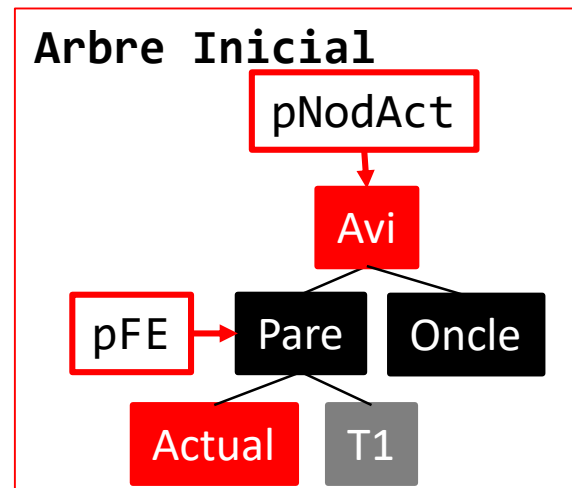 Arbre Inicial
pNodAct
Avi
pFE
Pare
Oncle
Actual
T1